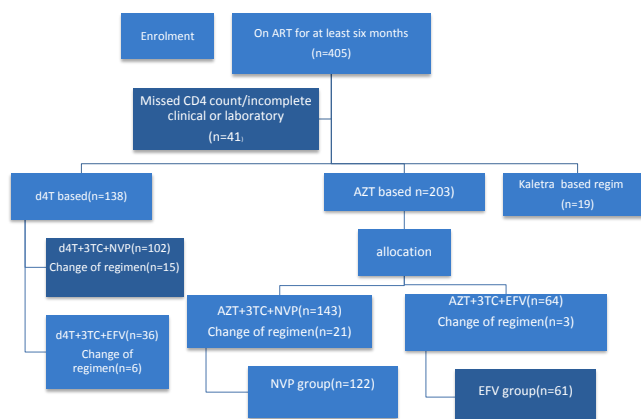 Enrolment
On ART for at least six months
(n=405)
Missed CD4 count/incomplete
clinical or laboratory
(n=41)
d4T based(n=138)
AZT based n=203)
Kaletra based regim
(n=19)
d4T+3TC+NVP(n=102)
Change of regimen(n=15)
allocation
AZT+3TC+NVP(n=143)
Change of regimen(n=21)
AZT+3TC+EFV(n=64)
Change of regimen(n=3)
d4T+3TC+EFV(n=36)
Change of
regimen(n=6)
NVP group(n=122)
EFV group(n=61)